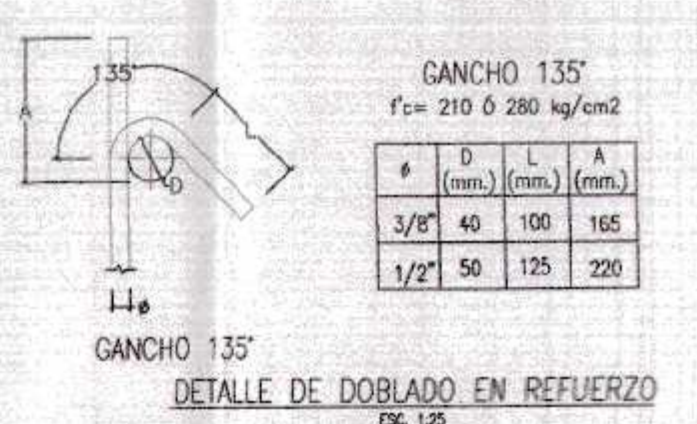 135°
A
D
ø
GANCHO 135°
GANCHO 135°
f'c= 210 ó 280 kg/cm2
ø D (mm.) L (mm.) A (mm.)
3/8" 40 100 165
1/2" 50 125 220
DETALLE DE DOBLADO EN REFUERZO
ESC. 1:25